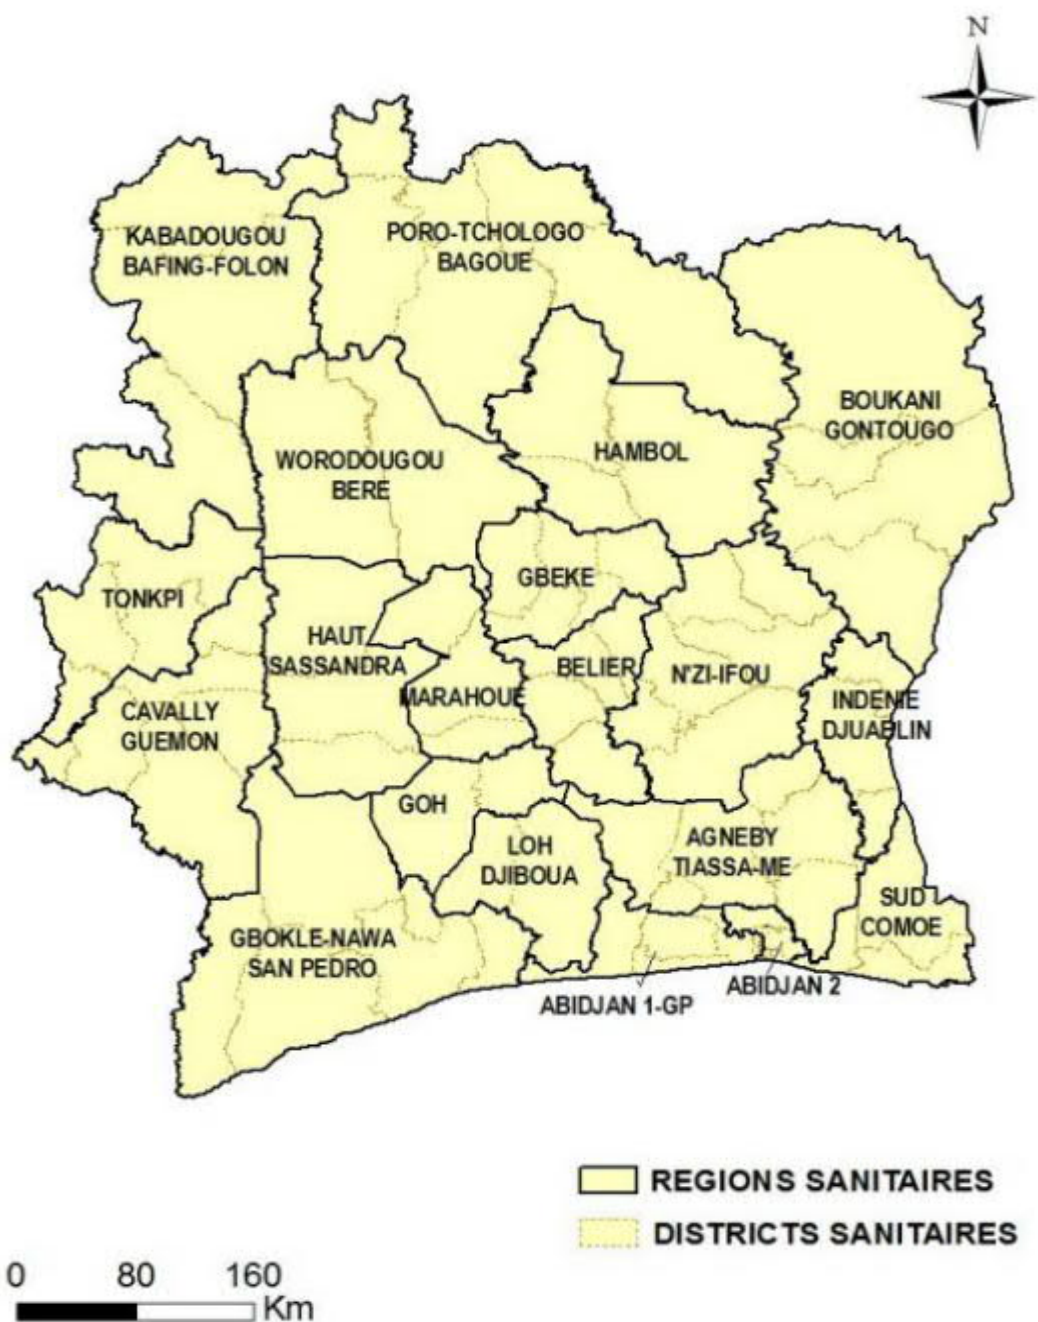 N
KABADOUGOU
BAFING-FOLON
PORO-TCHOLOGO
BAGOUE
BOUKANI
GONTOUGO
WORODOUGOU
BERE
HAMBOL
GBEKE
TONKPI
HAUT
SASSANDRA
BELIER
N'ZI-IFOU
MARAHOUE
INDENIE
DJUABLIN
CAVALLY
GUEMON
GOH
LOH
DJIBOUA
AGNEBY
TIASSA-ME
SUD
COMOE
GBOKLE-NAWA
SAN PEDRO
ABIDJAN 1-GP
ABIDJAN 2
REGIONS SANITAIRES
DISTRICTS SANITAIRES
0 80 160
Km